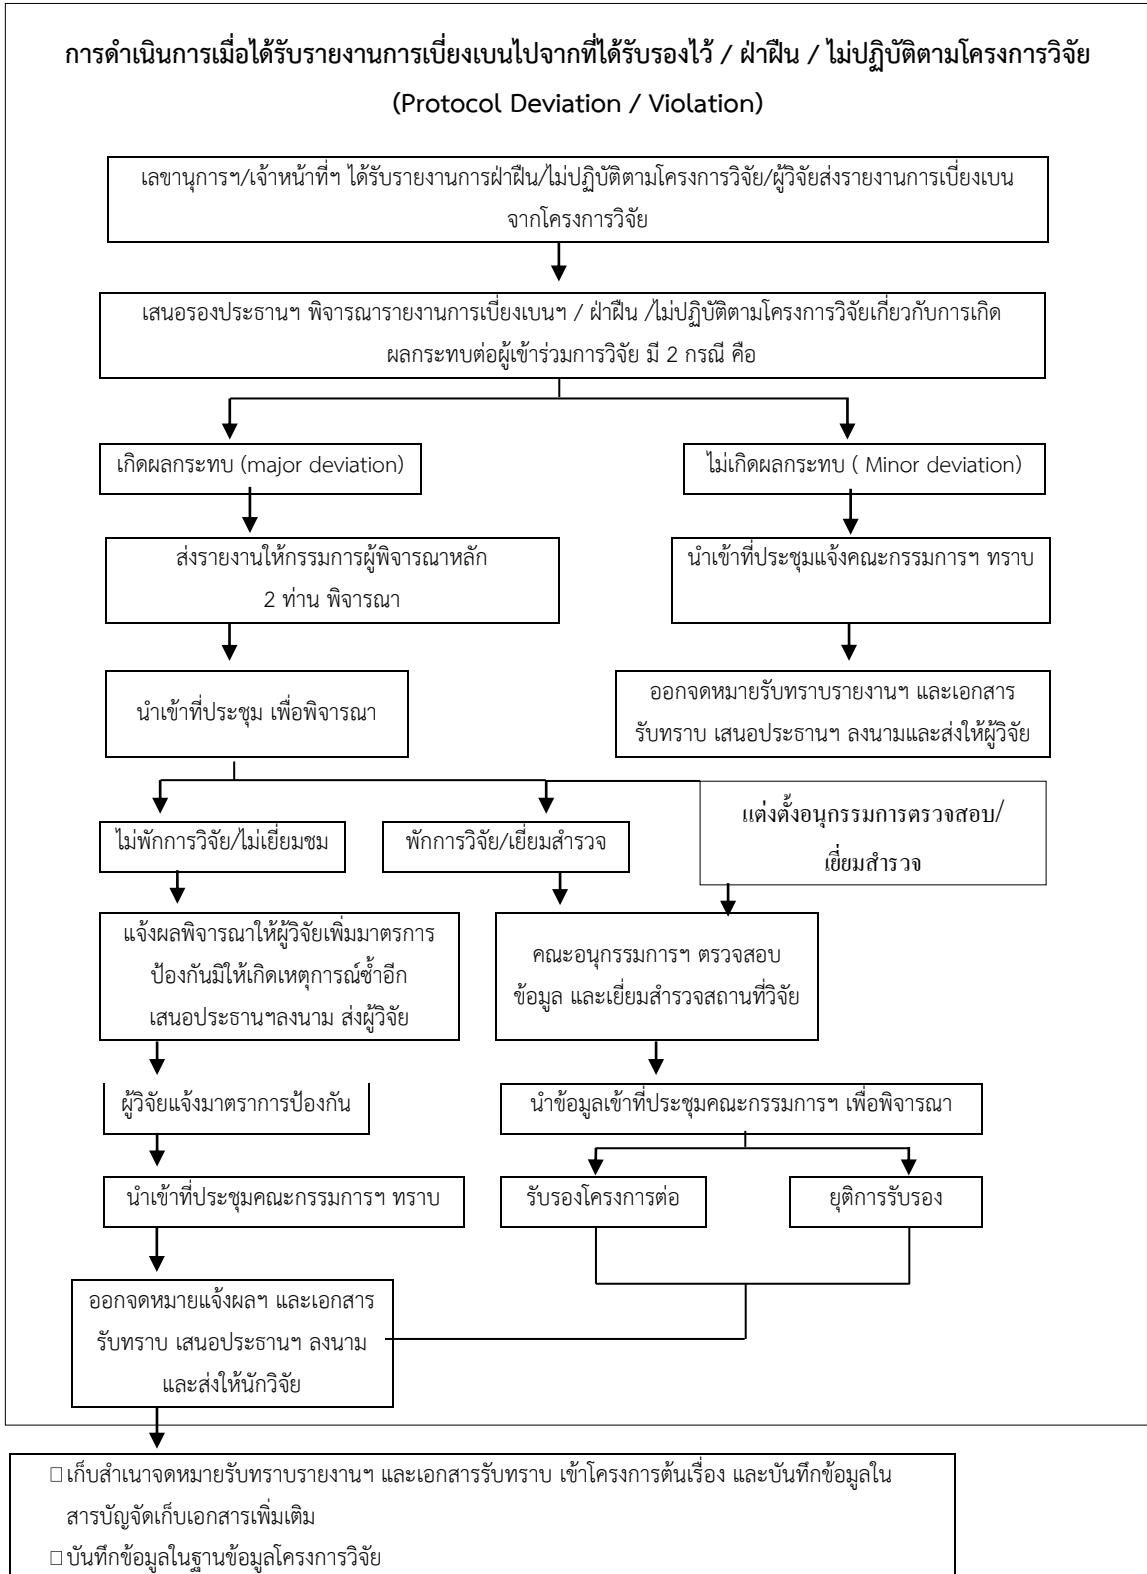 การดำเนินการเมื่อได้รับรายงานการเบี่ยงเบนไปจากที่ได้รับรองไว้ / ฝ่าฝืน / ไม่ปฏิบัติตามโครงการวิจัย
(Protocol Deviation / Violation)
เลขานุการฯ/เจ้าหน้าที่ฯ ได้รับรายงานการฝ่าฝืน/ไม่ปฏิบัติตามโครงการวิจัย/ผู้วิจัยส่งรายงานการเบี่ยงเบน
จากโครงการวิจัย
เสนอรองประธานฯ พิจารณารายงานการเบี่ยงเบนฯ / ฝ่าฝืน /ไม่ปฏิบัติตามโครงการวิจัยเกี่ยวกับการเกิด
ผลกระทบต่อผู้เข้าร่วมการวิจัย มี 2 กรณี คือ
เกิดผลกระทบ (major deviation)
ไม่เกิดผลกระทบ ( Minor deviation)
ส่งรายงานให้กรรมการผู้พิจารณาหลัก
2 ท่าน พิจารณา
นำเข้าที่ประชุมแจ้งคณะกรรมการฯ ทราบ
นำเข้าที่ประชุม เพื่อพิจารณา
ออกจดหมายรับทราบรายงานฯ และเอกสาร
รับทราบ เสนอประธานฯ ลงนามและส่งให้ผู้วิจัย
ไม่พักการวิจัย/ไม่เยี่ยมชม
พักการวิจัย/เยี่ยมสำรวจ
แต่งตั้งอนุกรรมการตรวจสอบ/
เยี่ยมสำรวจ
แจ้งผลพิจารณาให้ผู้วิจัยเพิ่มมาตรการ
ป้องกันมิให้เกิดเหตุการณ์ซ้ำอีก
เสนอประธานฯลงนาม ส่งผู้วิจัย
คณะอนุกรรมการฯ ตรวจสอบ
ข้อมูล และเยี่ยมสำรวจสถานที่วิจัย
ผู้วิจัยแจ้งมาตราการป้องกัน
นำข้อมูลเข้าที่ประชุมคณะกรรมการฯ เพื่อพิจารณา
นำเข้าที่ประชุมคณะกรรมการฯ ทราบ
รับรองโครงการต่อ
ยุติการรับรอง
ออกจดหมายแจ้งผลฯ และเอกสาร
รับทราบ เสนอประธานฯ ลงนาม
และส่งให้นักวิจัย
□ เก็บสำเนาจดหมายรับทราบรายงานฯ และเอกสารรับทราบ เข้าโครงการต้นเรื่อง และบันทึกข้อมูลใน
สารบัญจัดเก็บเอกสารเพิ่มเติม
□ บันทึกข้อมูลในฐานข้อมูลโครงการวิจัย